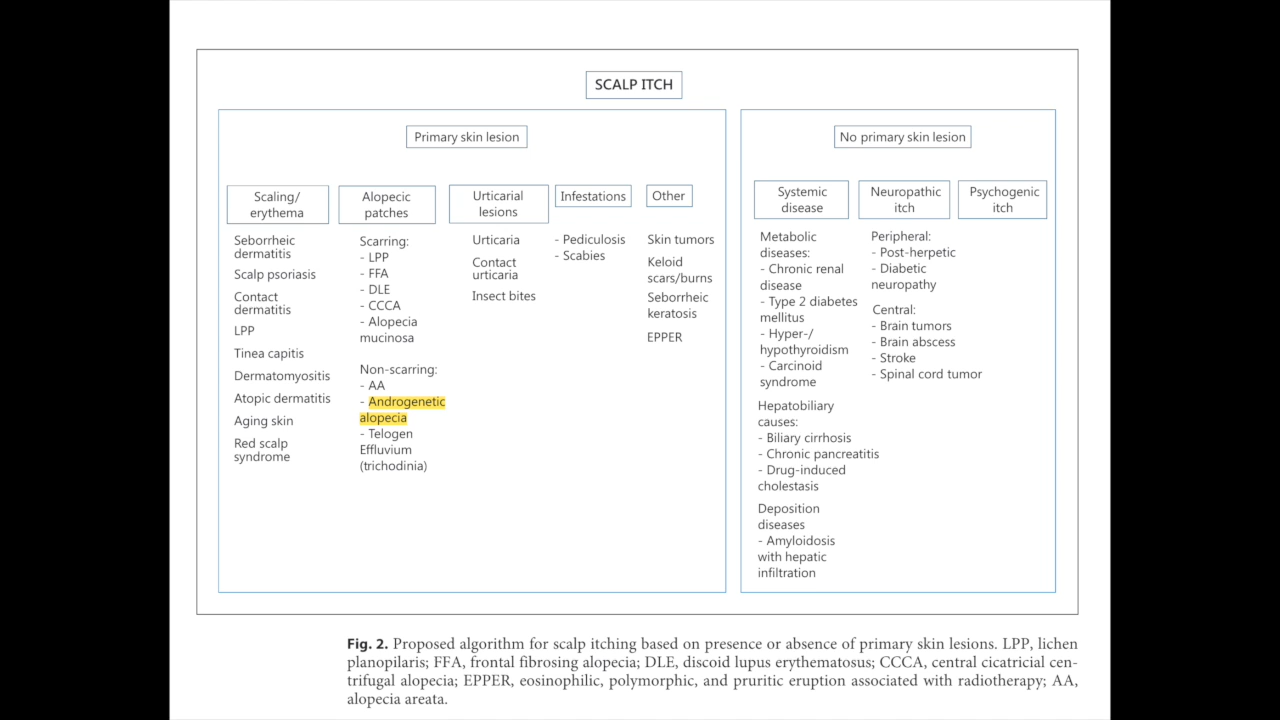 SCALP ITCH
Primary skin lesion
Scaling/
erythema
Seborrheic
dermatitis
Scalp psoriasis
Contact
dermatitis
LPP
Tinea capitis
Dermatomyositis
Atopic dermatitis
Aging skin
Red scalp
syndrome
Alopecic
patches
Scarring:
- LPP
- FFA
- DLE
- CCCA
- Alopecia
mucinosa
Non-scarring:
- AA
- Androgenetic
alopecia
- Telogen
Effluvium
(trichodinia)
Urticarial
lesions
Urticaria
Contact
urticaria
Insect bites
Infestations
- Pediculosis
- Scabies
Other
Skin tumors
Keloid
scars/burns
Seborrheic
keratosis
EPPER
No primary skin lesion
Systemic
disease
Metabolic
diseases:
- Chronic renal
disease
- Type 2 diabetes
mellitus
- Hyper-/
hypothyroidism
- Carcinoid
syndrome
Hepatobiliary
causes:
- Biliary cirrhosis
- Chronic pancreatitis
- Drug-induced
cholestasis
Deposition
diseases
- Amyloidosis
with hepatic
infiltration
Neuropathic
itch
Peripheral:
- Post-herpetic
- Diabetic
neuropathy
Central:
- Brain tumors
- Brain abscess
- Stroke
- Spinal cord tumor
Psychogenic
itch
Fig. 2. Proposed algorithm for scalp itching based on presence or absence of primary skin lesions. LPP, lichen
planopilaris; FFA, frontal fibrosing alopecia; DLE, discoid lupus erythematosus; CCCA, central cicatricial cen-
trifugal alopecia; EPPER, eosinophilic, polymorphic, and pruritic eruption associated with radiotherapy; AA,
alopecia areata.